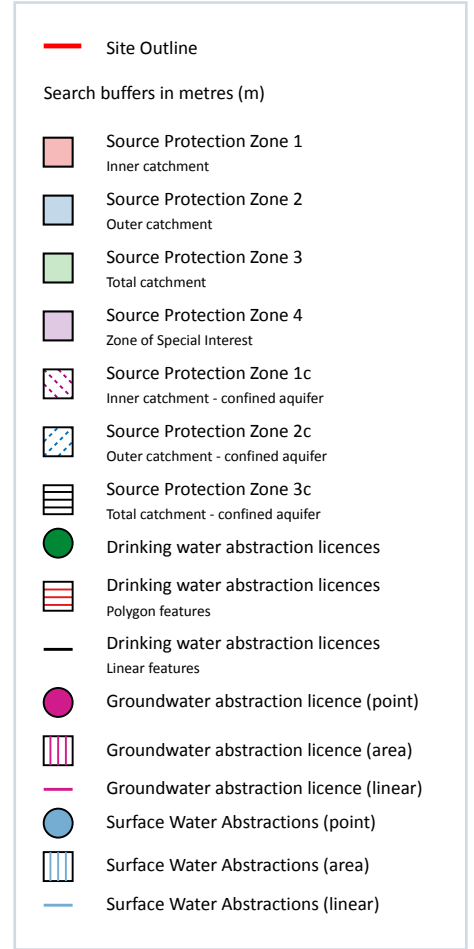 Site Outline
Search buffers in metres (m)
Source Protection Zone 1
Inner catchment
Source Protection Zone 2
Outer catchment
Source Protection Zone 3
Total catchment
Source Protection Zone 4
Zone of Special Interest
Source Protection Zone 1c
Inner catchment - confined aquifer
Source Protection Zone 2c
Outer catchment - confined aquifer
Source Protection Zone 3c
Total catchment - confined aquifer
Drinking water abstraction licences
Drinking water abstraction licences
Polygon features
Drinking water abstraction licences
Linear features
Groundwater abstraction licence (point)
Groundwater abstraction licence (area)
Groundwater abstraction licence (linear)
Surface Water Abstractions (point)
Surface Water Abstractions (area)
Surface Water Abstractions (linear)